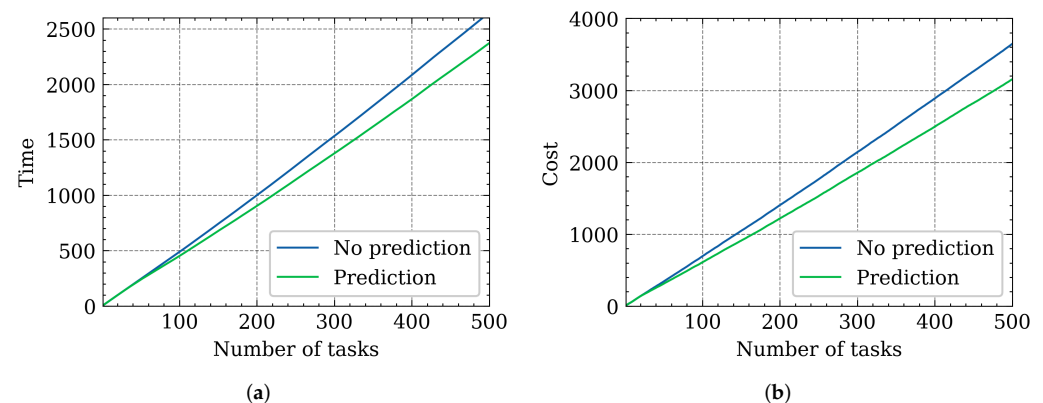 2500
2000
1500
1000
500
0
Time
No prediction
Prediction
100 200 300 400 500
Number of tasks
(a)
4000
3000
2000
1000
0
Cost
No prediction
Prediction
100 200 300 400 500
Number of tasks
(b)